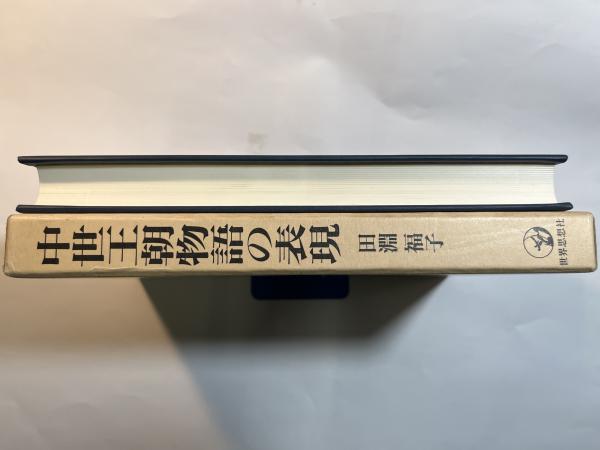 中世王朝物語の表現
田淵福子
世界思想社